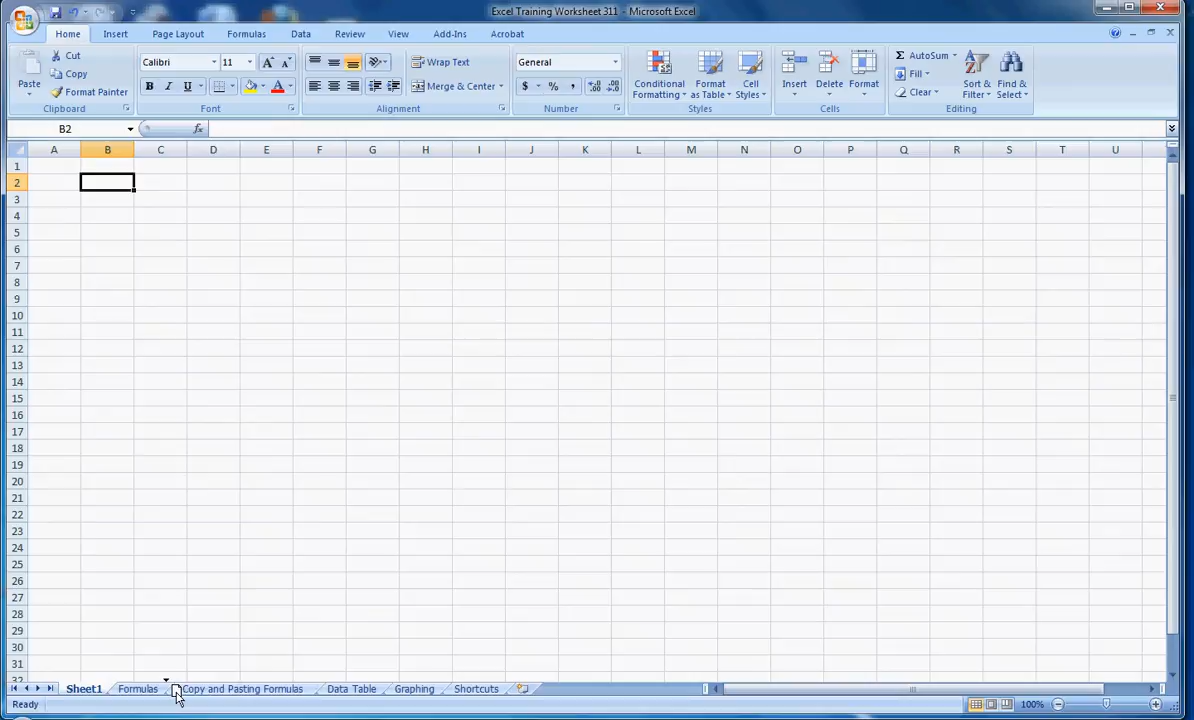 Excel Training Worksheet 311 - Microsoft Excel
Home Insert Page Layout Formulas Data Review View Add-Ins Acrobat
Paste
Cut
Copy
Format Painter
Clipboard
Calibri 11
B I U
Font
Wrap Text
Merge & Center
Alignment
General
$ % ,
Number
Conditional Formatting
Format as Table
Cell Styles
Styles
Insert
Delete
Format
Cells
AutoSum
Fill
Clear
Sort & Filter
Find & Select
Editing
B2 fx
A B C D E F G H I J K L M N O P Q R S T U
1
2
3
4
5
6
7
8
9
10
11
12
13
14
15
16
17
18
19
20
21
22
23
24
25
26
27
28
29
30
31
32
Sheet1 Formulas Copy and Pasting Formulas Data Table Graphing Shortcuts
Ready 100%